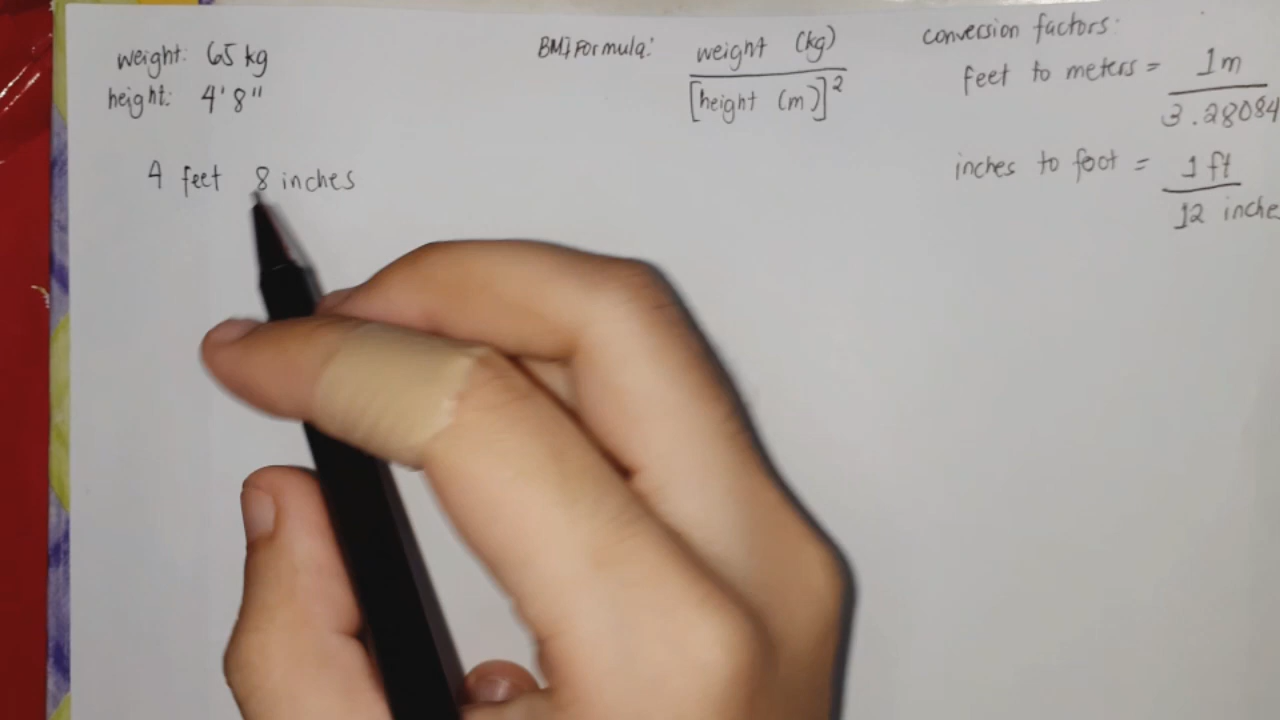 weight: 65 kg
height: 4'8"
4 feet 8 inches
BMI Formula:
weight (kg)
[height (m)]²
conversion factors:
feet to meters = 1m
3.28084
inches to foot = 1 ft
12 inche